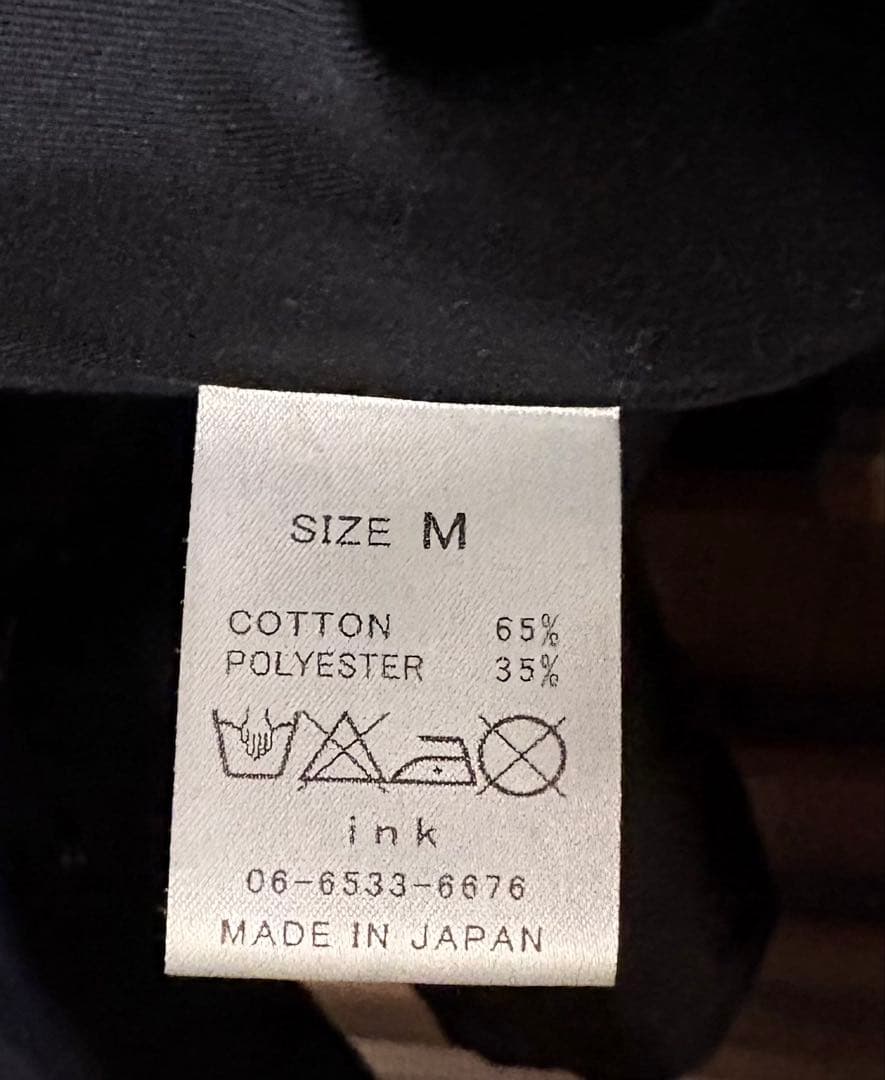 SIZE M
COTTON 65%
POLYESTER 35%
ink
06-6533-6676
MADE IN JAPAN